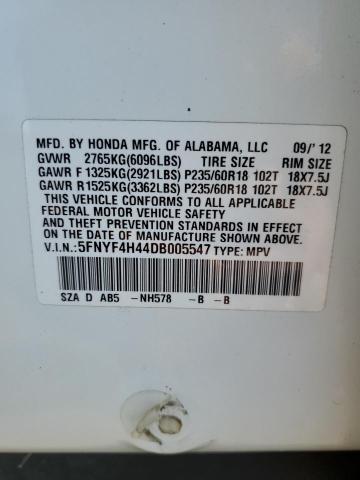 MFD. BY HONDA MFG. OF ALABAMA, LLC 09/'12
GVWR 2765KG(6096LBS) TIRE SIZE RIM SIZE
GAWR F 1325KG(2921LBS) P235/60R18 102T 18X7.5J
GAWR R1525KG(3362LBS) P235/60R18 102T 18X7.5J
THIS VEHICLE CONFORMS TO ALL APPLICABLE
FEDERAL MOTOR VEHICLE SAFETY
AND THEFT PREVENTION STANDARDS IN EFFECT
ON THE DATE OF MANUFACTURE SHOWN
ABOVE.
V.I.N.: 5FNYF4H44DB005547 TYPE: MPV
SZA D AB5 -NH578 -B -B